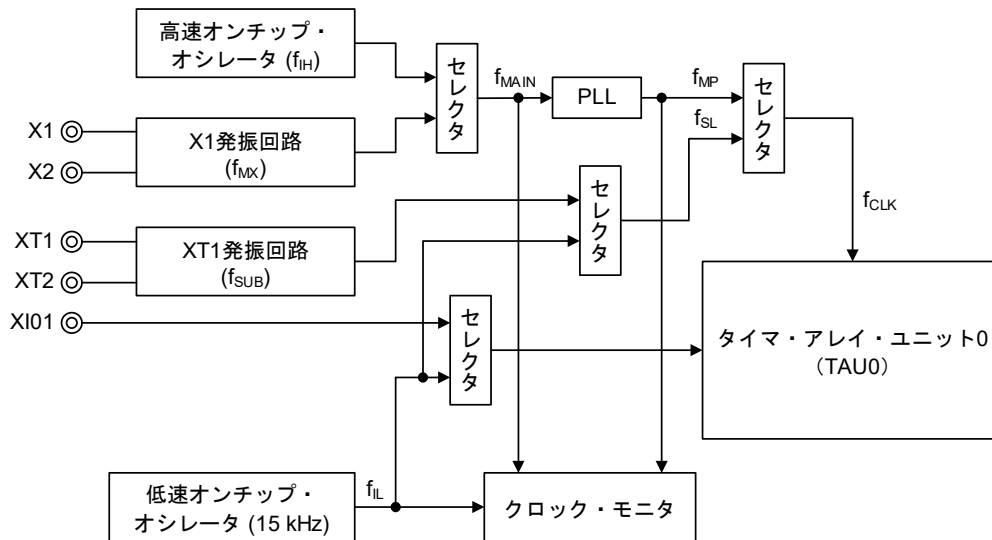 高速オンチップ・
オシレータ (fIH)
セレクタ
fMAIN
PLL
fMP
セレクタ
fSL
X1
X2
X1発振回路
(fMX)
セレクタ
fCLK
XT1
XT2
XT1発振回路
(fSUB)
XI01
セレクタ
タイマ・アレイ・ユニット0
（TAU0）
低速オンチップ・
オシレータ (15 kHz)
fIL
クロック・モニタ